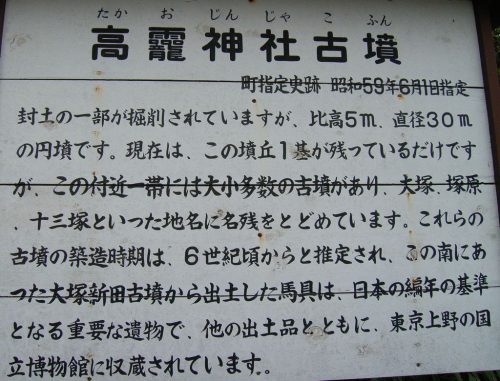 たか お じん じゃ こ ふん
高龗神社古墳
町指定史跡 昭和59年6月1日指定
封土の一部が掘削されていますが、比高5m、直径30m
の円墳です。現在は、この墳丘1基が残っているだけです
が、この付近一帯には大小多数の古墳があり、大塚、塚原
、十三塚といった地名に名残をとどめています。これらの
古墳の築造時期は、6世紀頃からと推定され、この南にあ
った大塚新田古墳から出土した馬具は、日本の編年の基準
となる重要な遺物で、他の出土品とともに、東京上野の国
立博物館に収蔵されています。